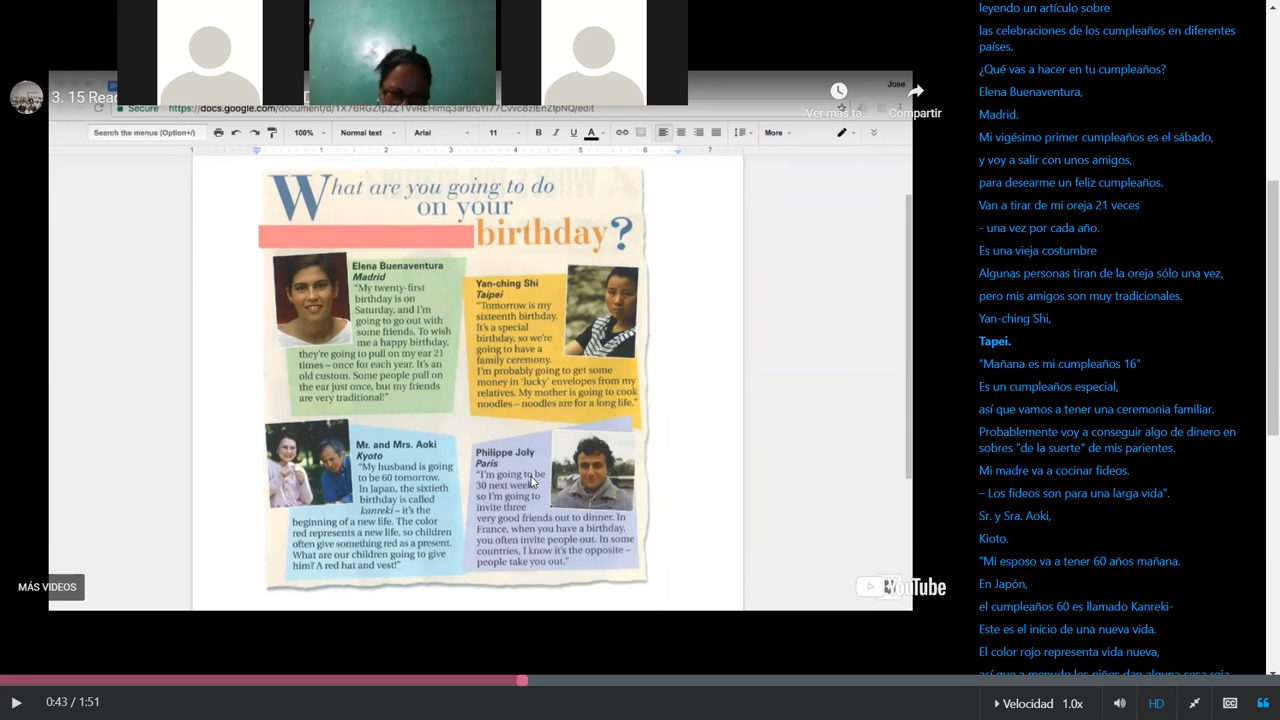 3. 15 Read
Jose
Secure
Ver más ta...
Compartir
Search the menus (Option+/)
100%
Normal text
Arial
11
B I U A
More
1 1 2 3 4 5 6 7
What are you going to do
on your
birthday?
Elena Buenaventura
Madrid
"My twenty-first
birthday is on
Saturday, and I'm
going to go out with
some friends. To wish
me a happy birthday,
they're going to pull on my ear 21
times – once for each year. It's an
old custom. Some people pull on
the ear just once, but my friends
are very traditional!"
Yan-ching Shi
Taipei
"Tomorrow is my
sixteenth birthday.
It's a special
birthday, so we're
going to have a
family ceremony.
I'm probably going to get some
money in 'lucky' envelopes from my
relatives. My mother is going to cook
noodles – noodles are for a long life."
Mr. and Mrs. Aoki
Kyoto
"My husband is going
to be 60 tomorrow.
In Japan, the sixtieth
birthday is called
kanreki – it's the
beginning of a new life. The color
red represents a new life, so children
often give something red as a present.
What are our children going to give
him? A red hat and vest!"
Philippe Joly
Paris
"I'm going to be
30 next week,
so I'm going to
invite three
very good friends out to dinner. In
France, when you have a birthday,
you often invite people out. In some
countries, I know it's the opposite –
people take you out."
MÁS VIDEOS
YouTube
0:43 / 1:51
Velocidad 1.0x
HD
leyendo un artículo sobre
las celebraciones de los cumpleaños en diferentes
países.
¿Qué vas a hacer en tu cumpleaños?
Elena Buenaventura,
Madrid.
Mi vigésimo primer cumpleaños es el sábado,
y voy a salir con unos amigos,
para desearme un feliz cumpleaños.
Van a tirar de mi oreja 21 veces
- una vez por cada año.
Es una vieja costumbre
Algunas personas tiran de la oreja sólo una vez,
pero mis amigos son muy tradicionales.
Yan-ching Shi,
Tapei.
"Mañana es mi cumpleaños 16"
Es un cumpleaños especial,
así que vamos a tener una ceremonia familiar.
Probablemente voy a conseguir algo de dinero en
sobres "de la suerte" de mis parientes.
Mi madre va a cocinar fideos.
– Los fideos son para una larga vida".
Sr. y Sra. Aoki,
Kioto.
"Mi esposo va a tener 60 años mañana.
En Japón,
el cumpleaños 60 es llamado Kanreki-
Este es el inicio de una nueva vida.
El color rojo representa vida nueva,
así que a menudo los niños dan alguna cosa roja